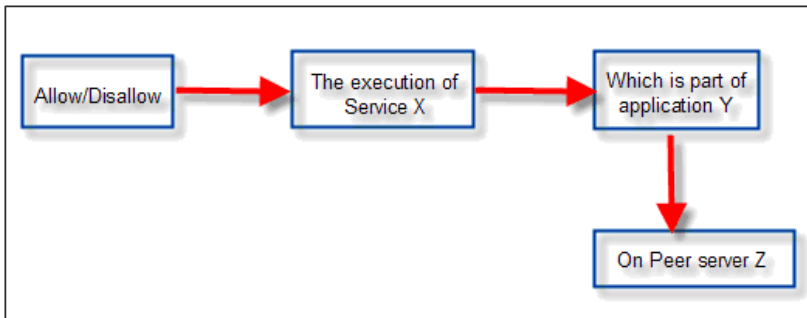 Allow/Disallow
The execution of
Service X
Which is part of
application Y
On Peer server Z